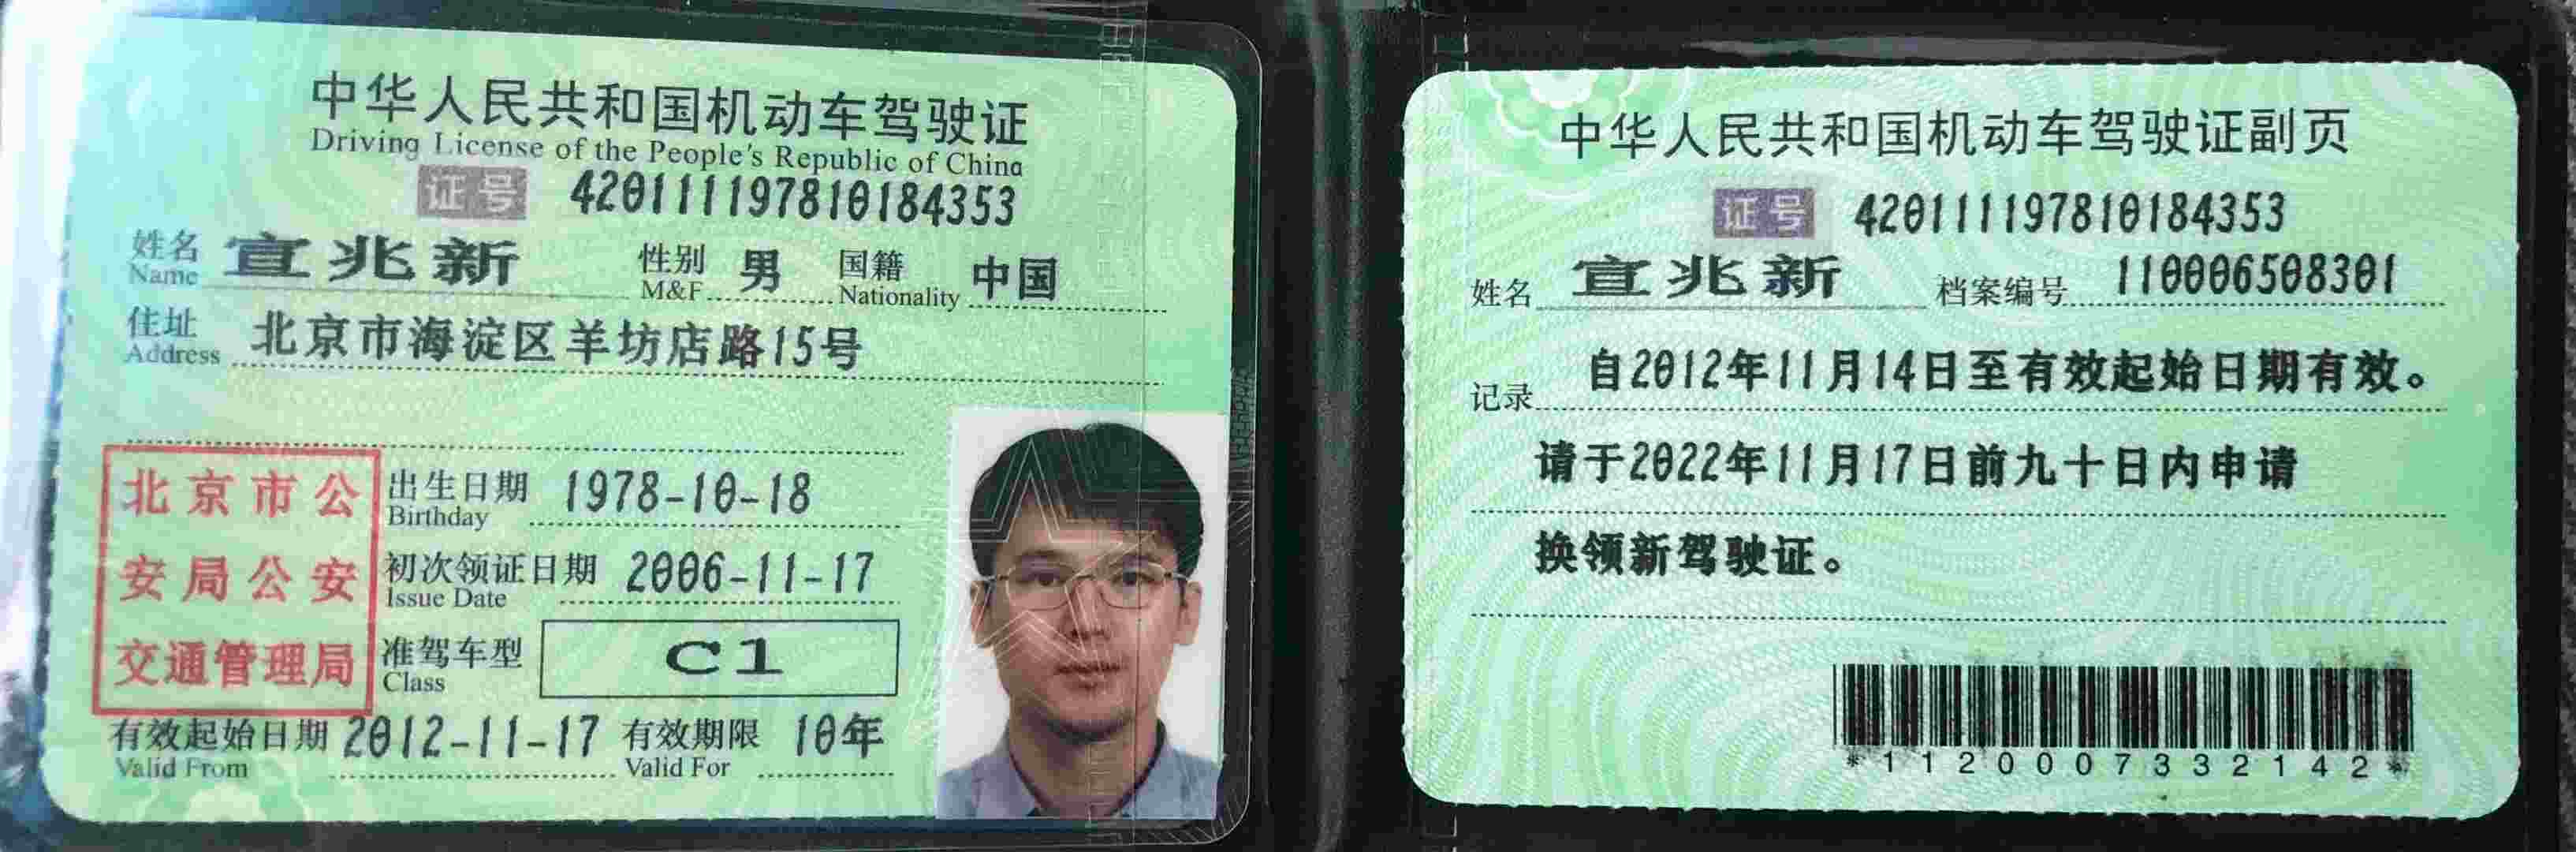 中华人民共和国机动车驾驶证
Driving License of the People's Republic of China
证号 420111197810184353
姓名 宣兆新 性别 男 国籍 中国
Name M&F Nationality
住址 北京市海淀区羊坊店路15号
Address
北京市公
安局公安
交通管理局
出生日期 1978-10-18
Birthday
初次领证日期 2006-11-17
Issue Date
准驾车型 C1
Class
有效起始日期 2012-11-17 有效期限 10年
Valid From Valid For
中华人民共和国机动车驾驶证副页
证号 420111197810184353
姓名 宣兆新 档案编号 110006508301
记录 自2012年11月14日至有效起始日期有效。
请于2022年11月17日前九十日内申请
换领新驾驶证。
*1120007332142*